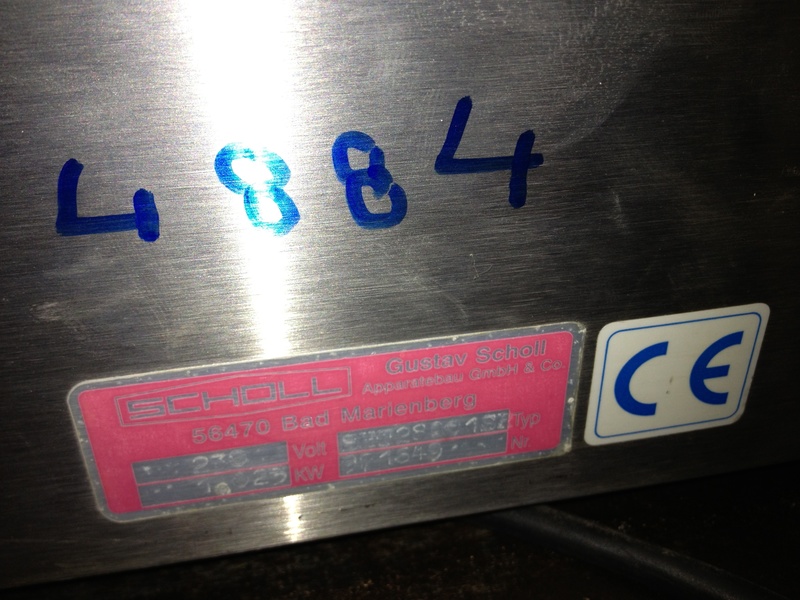 4884
SCHOLL
Gustav Scholl
Apparatebau GmbH & Co.
56470 Bad Marienberg
Volt
Typ
KW
Nr.
CE